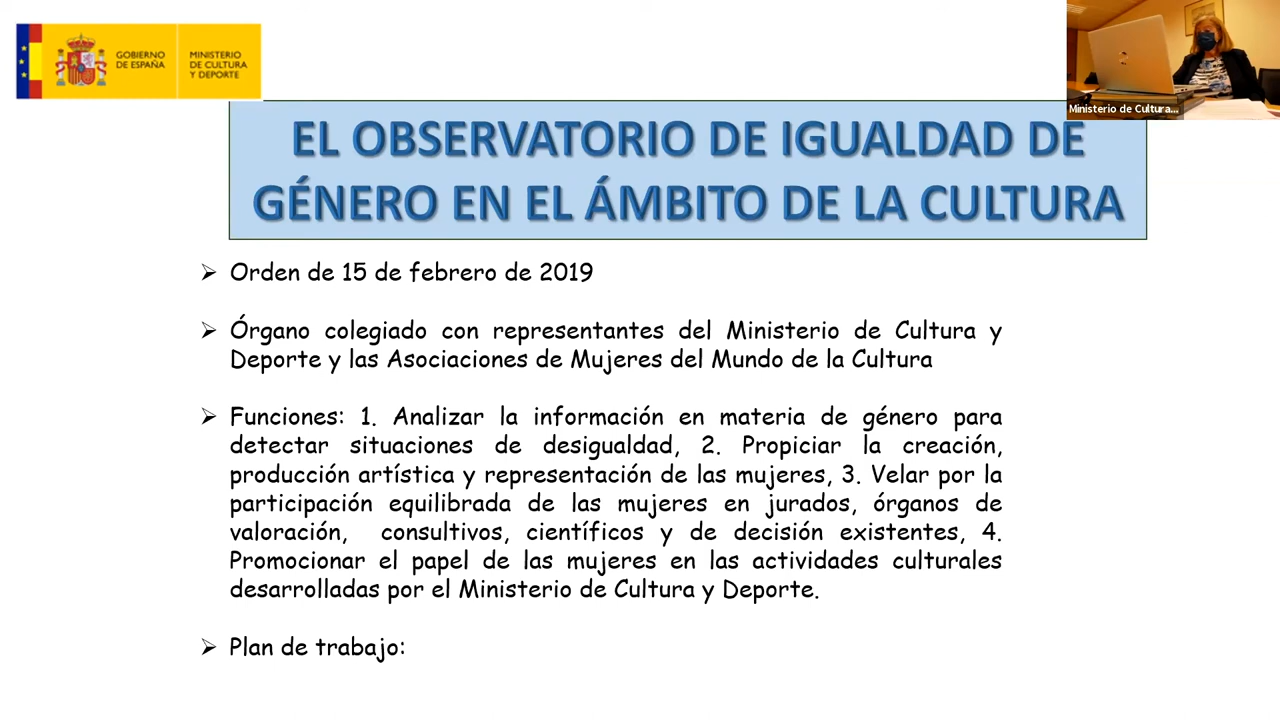 GOBIERNO
DE ESPAÑA
MINISTERIO
DE CULTURA
Y DEPORTE
Ministerio de Cultura...
EL OBSERVATORIO DE IGUALDAD DE
GÉNERO EN EL ÁMBITO DE LA CULTURA
➢ Orden de 15 de febrero de 2019
➢ Órgano colegiado con representantes del Ministerio de Cultura y
Deporte y las Asociaciones de Mujeres del Mundo de la Cultura
➢ Funciones: 1. Analizar la información en materia de género para
detectar situaciones de desigualdad, 2. Propiciar la creación,
producción artística y representación de las mujeres, 3. Velar por la
participación equilibrada de las mujeres en jurados, órganos de
valoración, consultivos, científicos y de decisión existentes, 4.
Promocionar el papel de las mujeres en las actividades culturales
desarrolladas por el Ministerio de Cultura y Deporte.
➢ Plan de trabajo: